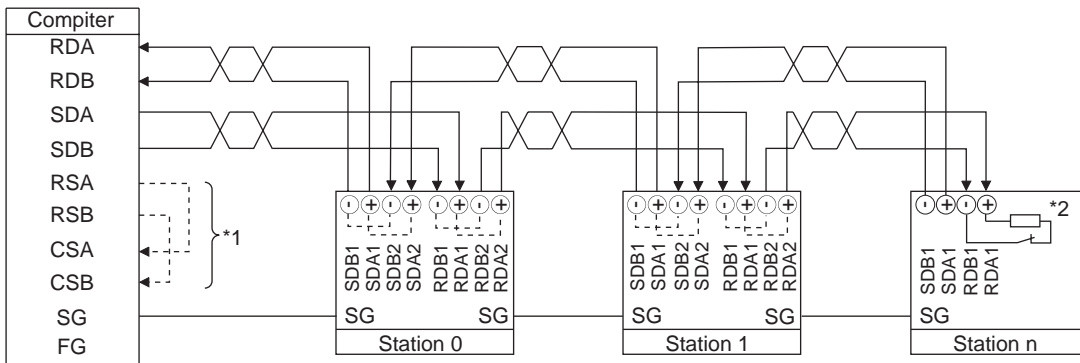 Compiter
RDA
RDB
SDA
SDB
RSA
RSB
CSA
CSB
SG
FG
*1
- + - + - + - +
SDB1 SDA1 SDB2 SDA2 RDB1 RDA1 RDB2 RDA2
SG SG
Station 0
- + - + - + - +
SDB1 SDA1 SDB2 SDA2 RDB1 RDA1 RDB2 RDA2
SG SG
Station 1
- + - +
*2
SDB1 SDA1 RDB1 RDA1
SG
Station n